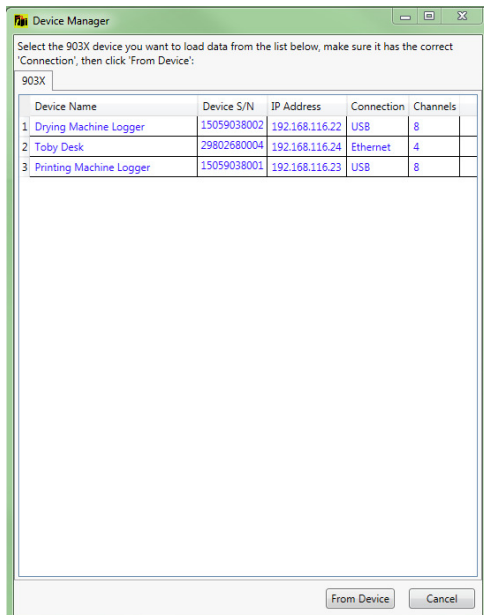 Device Manager
Select the 903X device you want to load data from the list below, make sure it has the correct
'Connection', then click 'From Device':
903X
Device Name Device S/N IP Address Connection Channels
1 Drying Machine Logger 15059038002 192.168.116.22 USB 8
2 Toby Desk 29802680004 192.168.116.24 Ethernet 4
3 Printing Machine Logger 15059038001 192.168.116.23 USB 8
From Device Cancel